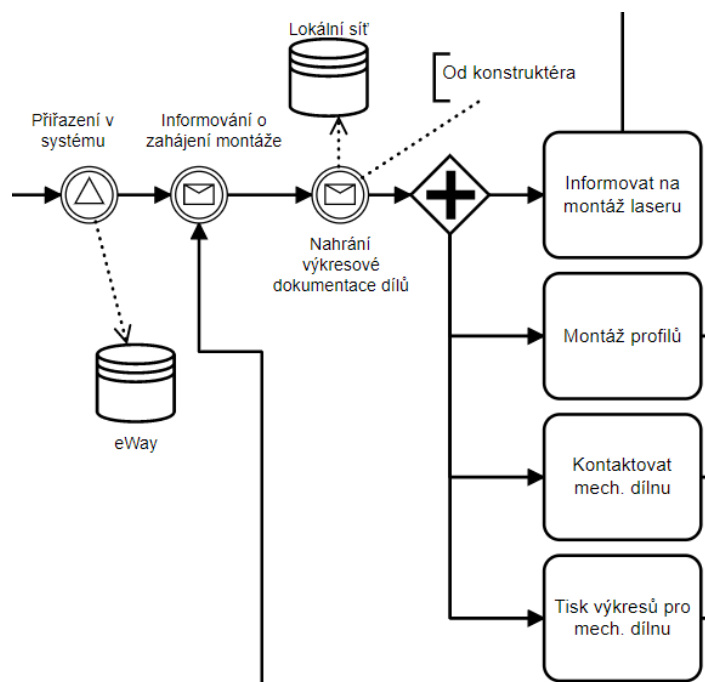 Lokální síť
Od konstruktéra
Přiřazení v
systému
Informování o
zahájení montáže
Informovat na
montáž laseru
Nahrání
výkresové
dokumentace dílů
Montáž profilů
eWay
Kontaktovat
mech. dílnu
Tisk výkresů pro
mech. dílnu